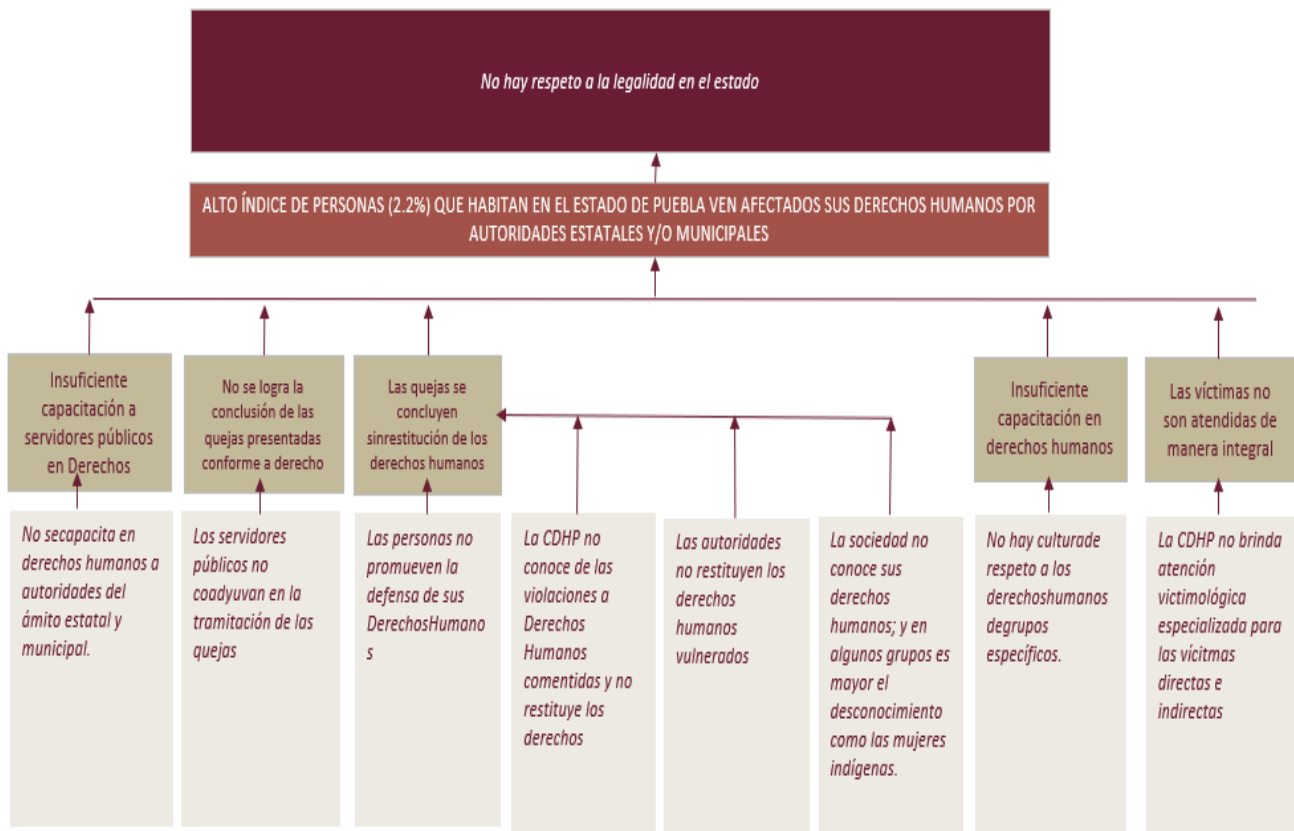 No hay respeto a la legalidad en el estado
ALTO ÍNDICE DE PERSONAS (2.2%) QUE HABITAN EN EL ESTADO DE PUEBLA VEN AFECTADOS SUS DERECHOS HUMANOS POR
AUTORIDADES ESTATALES Y/O MUNICIPALES
Insuficiente
capacitación a
servidores públicos
en Derechos
No se logra la
conclusión de las
quejas presentadas
conforme a derecho
Las quejas se
concluyen
sinrestitución de los
derechos humanos
Insuficiente
capacitación en
derechos humanos
Las víctimas no
son atendidas de
manera integral
No secapacita en
derechos humanos a
autoridades del
ámbito estatal y
municipal.
Los servidores
públicos no
coadyuvan en la
tramitación de las
quejas
Las personas no
promueven la
defensa de sus
DerechosHumano
s
La CDHP no
conoce de las
violaciones a
Derechos
Humanos
comentidas y no
restituye los
derechos
Las autoridades
no restituyen los
derechos
humanos
vulnerados
La sociedad no
conoce sus
derechos
humanos; y en
algunos grupos es
mayor el
desconocimiento
como las mujeres
indígenas.
No hay culturade
respeto a los
derechoshumanos
degrupos
específicos.
La CDHP no brinda
atención
victimológica
especializada para
las vícitmas
directas e
indirectas